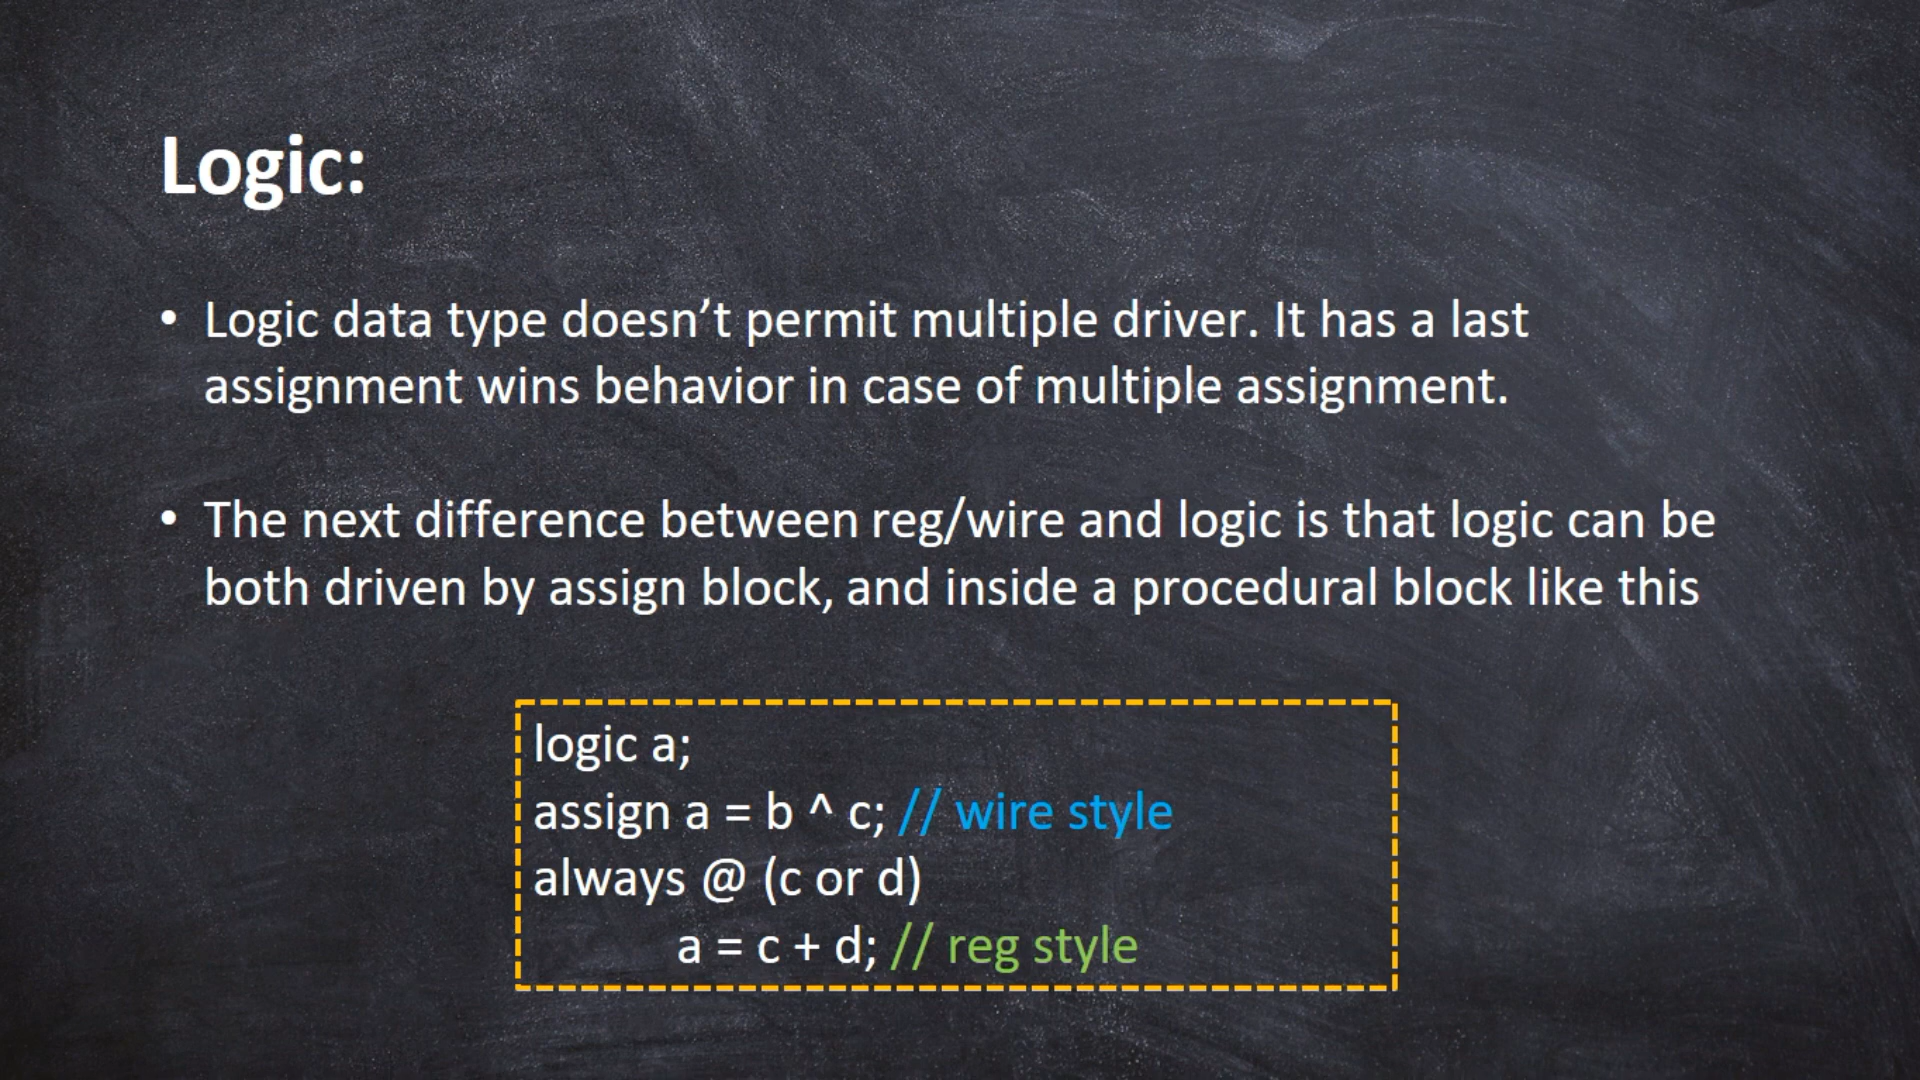 Logic:
• Logic data type doesn’t permit multiple driver. It has a last
assignment wins behavior in case of multiple assignment.
• The next difference between reg/wire and logic is that logic can be
both driven by assign block, and inside a procedural block like this
logic a;
assign a = b ^ c; // wire style
always @ (c or d)
a = c + d; // reg style